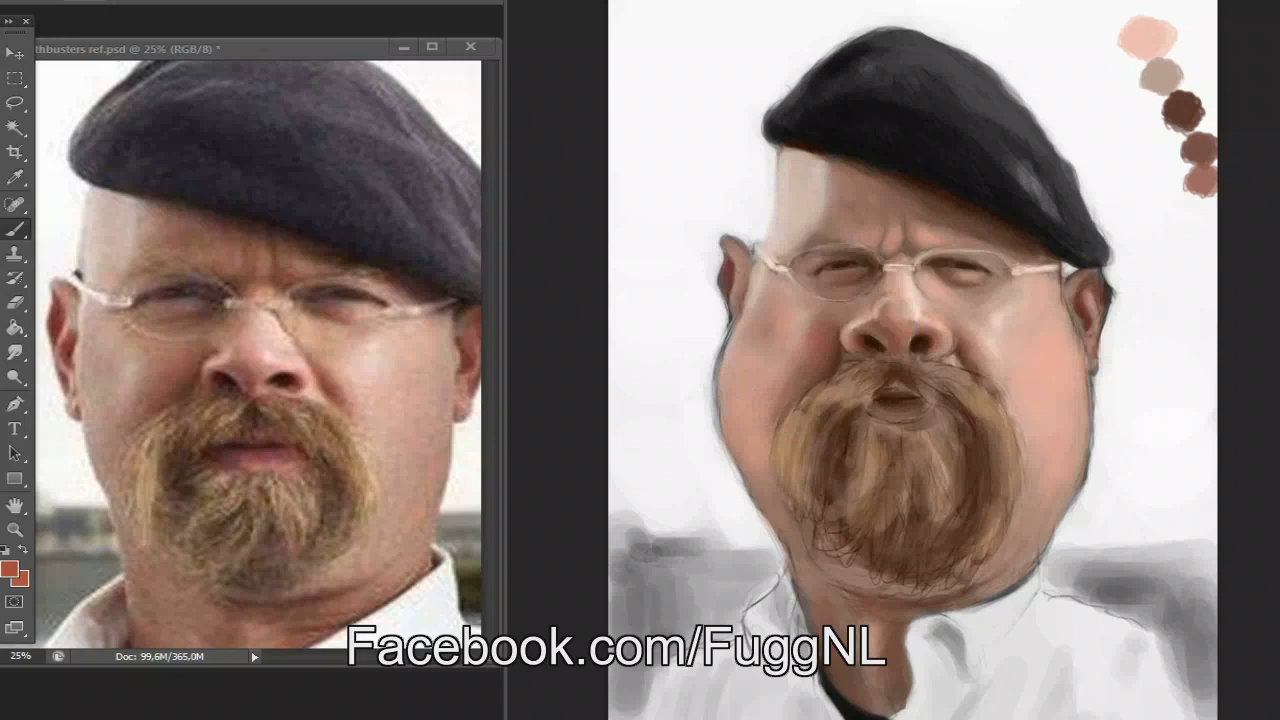 thbusters ref.psd @ 25% (RGB/8) *
25%
Doc: 99,6M/365,0M
Facebook.com/FuggNL